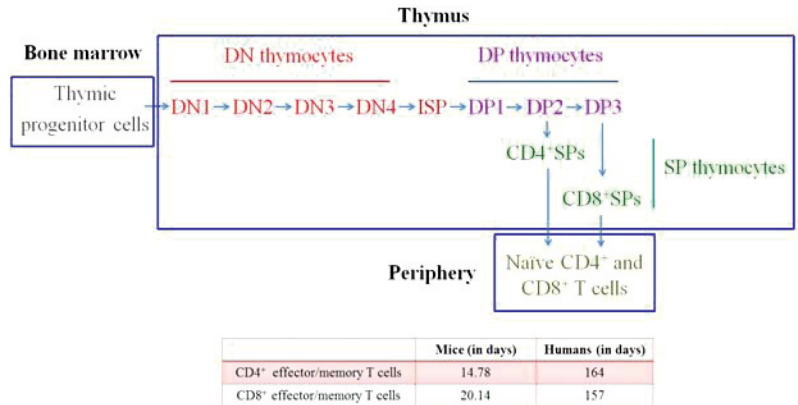 Thymus
Bone marrow
DN thymocytes
DP thymocytes
Thymic
progenitor cells
DN1→DN2→DN3→DN4→ISP→DP1→DP2→DP3
CD4⁺SPs
SP thymocytes
CD8⁺SPs
Periphery
Naïve CD4⁺ and
CD8⁺ T cells
Mice (in days) Humans (in days)
CD4⁺ effector/memory T cells 14.78 164
CD8⁺ effector/memory T cells 20.14 157